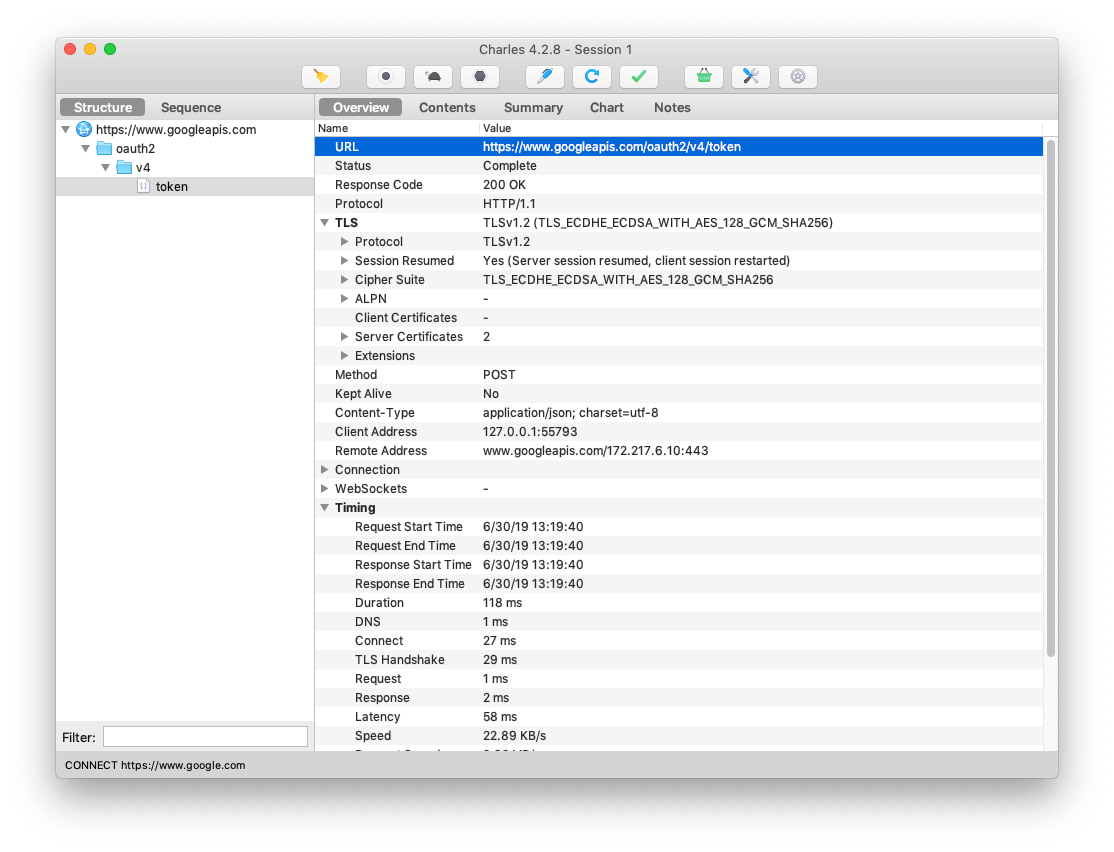 Charles 4.2.8 - Session 1
Structure Sequence
Overview Contents Summary Chart Notes
https://www.googleapis.com
oauth2
v4
token
Filter:
Name Value
URL https://www.googleapis.com/oauth2/v4/token
Status Complete
Response Code 200 OK
Protocol HTTP/1.1
TLS TLSv1.2 (TLS_ECDHE_ECDSA_WITH_AES_128_GCM_SHA256)
Protocol TLSv1.2
Session Resumed Yes (Server session resumed, client session restarted)
Cipher Suite TLS_ECDHE_ECDSA_WITH_AES_128_GCM_SHA256
ALPN -
Client Certificates -
Server Certificates 2
Extensions
Method POST
Kept Alive No
Content-Type application/json; charset=utf-8
Client Address 127.0.0.1:55793
Remote Address www.googleapis.com/172.217.6.10:443
Connection
WebSockets -
Timing
Request Start Time 6/30/19 13:19:40
Request End Time 6/30/19 13:19:40
Response Start Time 6/30/19 13:19:40
Response End Time 6/30/19 13:19:40
Duration 118 ms
DNS 1 ms
Connect 27 ms
TLS Handshake 29 ms
Request 1 ms
Response 2 ms
Latency 58 ms
Speed 22.89 KB/s
CONNECT https://www.google.com